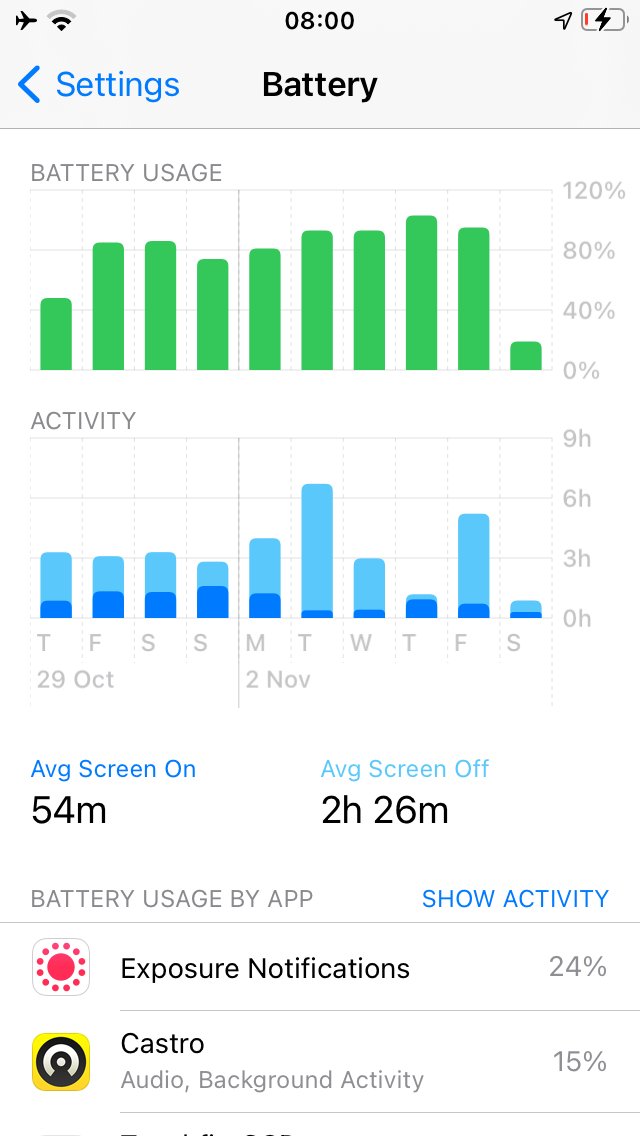 08:00
Settings
Battery
BATTERY USAGE
120%
80%
40%
0%
ACTIVITY
9h
6h
3h
0h
T F S S M T W T F S
29 Oct 2 Nov
Avg Screen On Avg Screen Off
54m 2h 26m
BATTERY USAGE BY APP SHOW ACTIVITY
Exposure Notifications 24%
Castro 15%
Audio, Background Activity